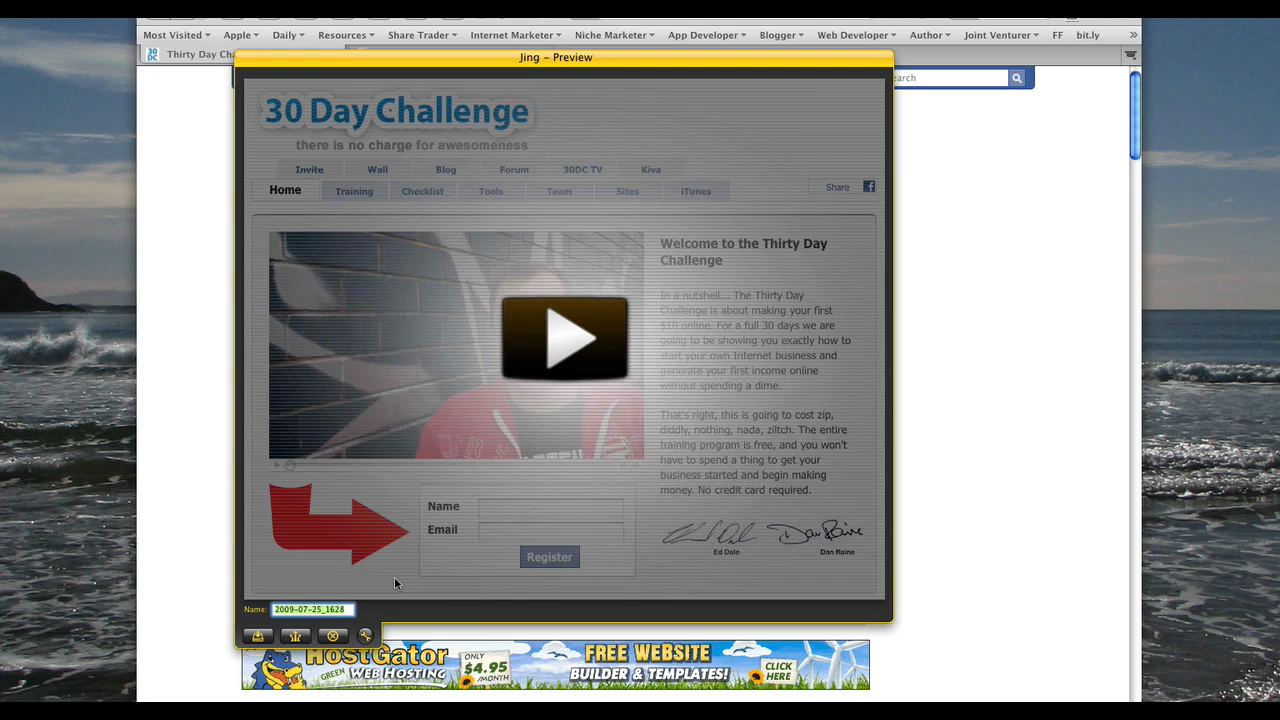 Most Visited Apple Daily Resources Share Trader Internet Marketer Niche Marketer App Developer Blogger Web Developer Author Joint Venturer FF bit.ly »
30 DC Thirty Day Cha
Jing – Preview
earch
30 Day Challenge
there is no charge for awesomeness
Invite Wall Blog Forum 30DC TV Kiva
Home Training Checklist Tools Team Sites iTunes
Share f
Welcome to the Thirty Day
Challenge
In a nutshell... The Thirty Day
Challenge is about making your first
$10 online. For a full 30 days we are
going to be showing you exactly how to
start your own Internet business and
generate your first income online
without spending a dime.
That's right, this is going to cost zip,
diddly, nothing, nada, ziltch. The entire
training program is free, and you won't
have to spend a thing to get your
business started and begin making
money. No credit card required.
Name
Email
Register
Dan Raine
Ed Dale
Dan Raine
Name: 2009-07-25_1628
HostGator
GREEN WEB HOSTING
ONLY
$4.95
/MONTH
FREE WEBSITE
BUILDER & TEMPLATES!
CLICK
HERE